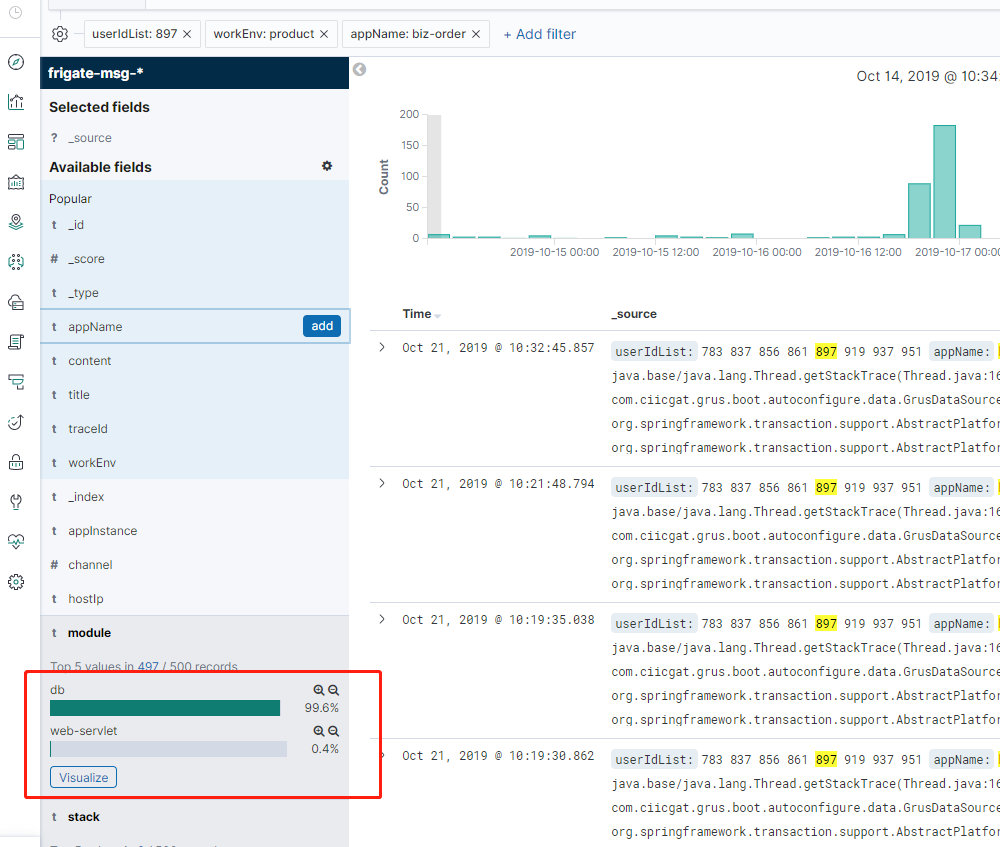 userIdList: 897 ×
workEnv: product ×
appName: biz-order ×
+ Add filter
frigate-msg-*
Selected fields
? _source
Available fields
Popular
t _id
# _score
t _type
t appName add
t content
t title
t traceId
t workEnv
t _index
t appInstance
# channel
t hostIp
t module
Top 5 values in 497 / 500 records
db
99.6%
web-servlet
0.4%
Visualize
t stack
Oct 14, 2019 @ 10:34:
Count
200
150
100
50
0
2019-10-15 00:00
2019-10-15 12:00
2019-10-16 00:00
2019-10-16 12:00
2019-10-17 00:00
Time _source
Oct 21, 2019 @ 10:32:45.857 userIdList: 783 837 856 861 897 919 937 951 appName:
java.base/java.lang.Thread.getStackTrace(Thread.java:16
com.ciicgat.grus.boot.autoconfigure.data.GrusDataSource
org.springframework.transaction.support.AbstractPlatfor
org.springframework.transaction.support.AbstractPlatfor
Oct 21, 2019 @ 10:21:48.794 userIdList: 783 837 856 861 897 919 937 951 appName:
java.base/java.lang.Thread.getStackTrace(Thread.java:16
com.ciicgat.grus.boot.autoconfigure.data.GrusDataSource
org.springframework.transaction.support.AbstractPlatfor
org.springframework.transaction.support.AbstractPlatfor
Oct 21, 2019 @ 10:19:35.038 userIdList: 783 837 856 861 897 919 937 951 appName:
java.base/java.lang.Thread.getStackTrace(Thread.java:16
com.ciicgat.grus.boot.autoconfigure.data.GrusDataSource
org.springframework.transaction.support.AbstractPlatfor
org.springframework.transaction.support.AbstractPlatfor
Oct 21, 2019 @ 10:19:30.862 userIdList: 783 837 856 861 897 919 937 951 appName:
java.base/java.lang.Thread.getStackTrace(Thread.java:16
com.ciicgat.grus.boot.autoconfigure.data.GrusDataSource
org.springframework.transaction.support.AbstractPlatfor